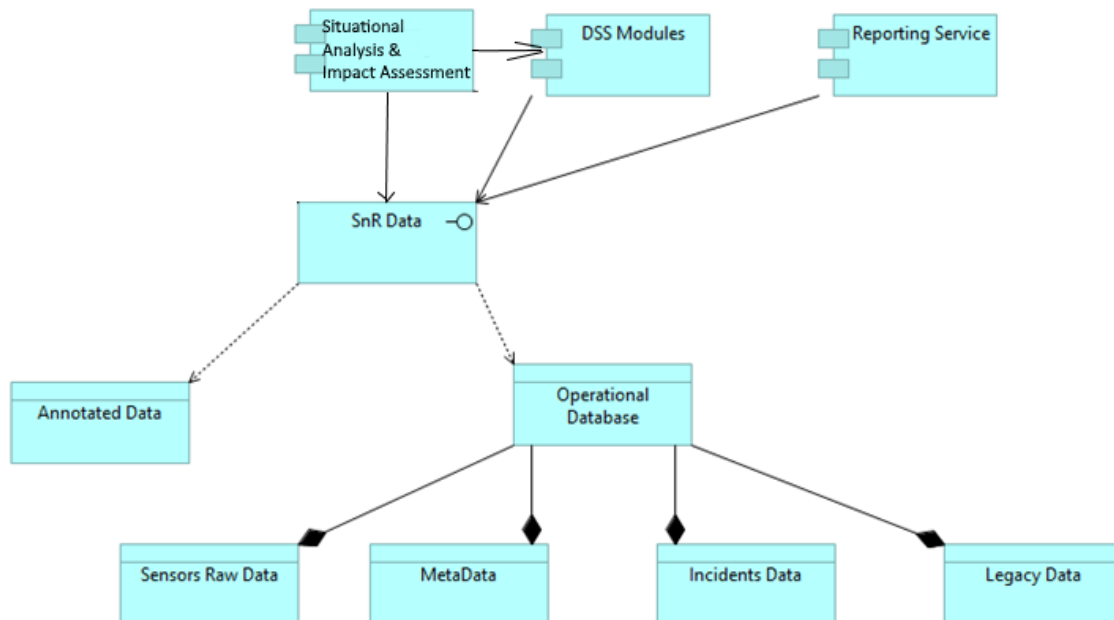 Situational
Analysis &
Impact Assessment
DSS Modules
Reporting Service
SnR Data
Annotated Data
Operational
Database
Sensors Raw Data
MetaData
Incidents Data
Legacy Data